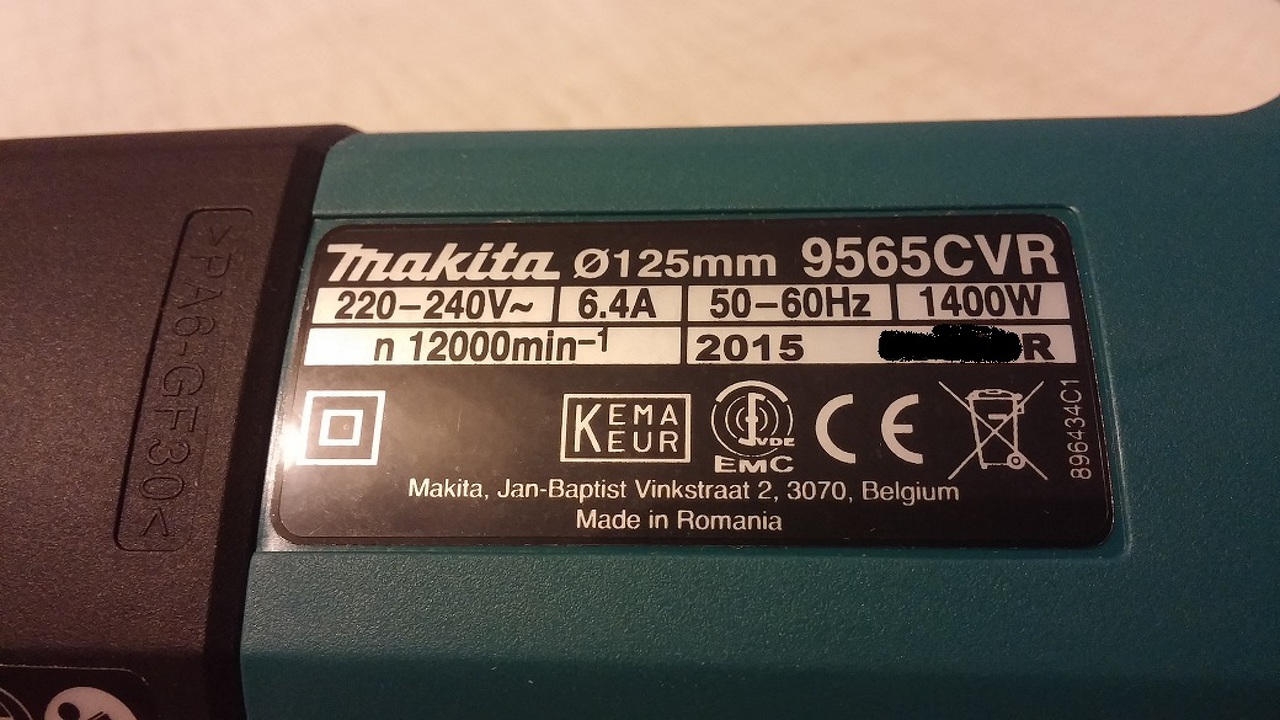 makita Ø125mm 9565CVR
220-240V~ 6.4A 50-60Hz 1400W
n 12000min⁻¹ 2015 R
KEMA
KEUR
VDE
EMC
CE
896434C1
Makita, Jan-Baptist Vinkstraat 2, 3070, Belgium
Made in Romania
>PA6-GF30<